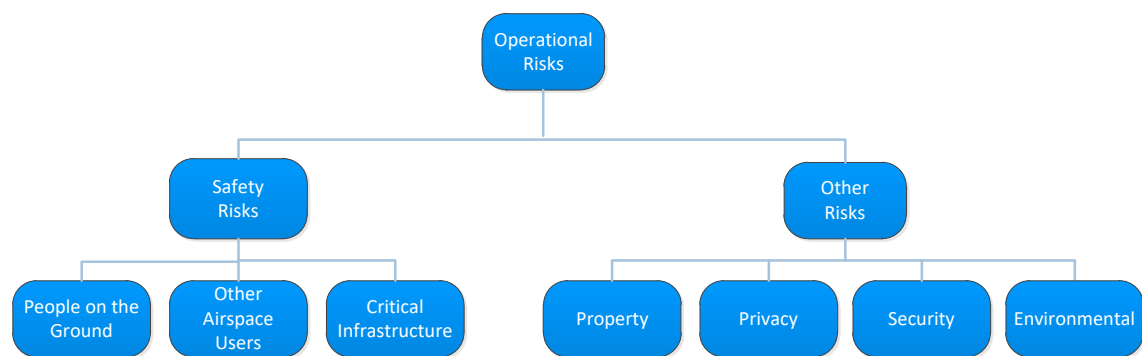 Operational
Risks
Safety
Risks
Other
Risks
People on the
Ground
Other
Airspace
Users
Critical
Infrastructure
Property
Privacy
Security
Environmental